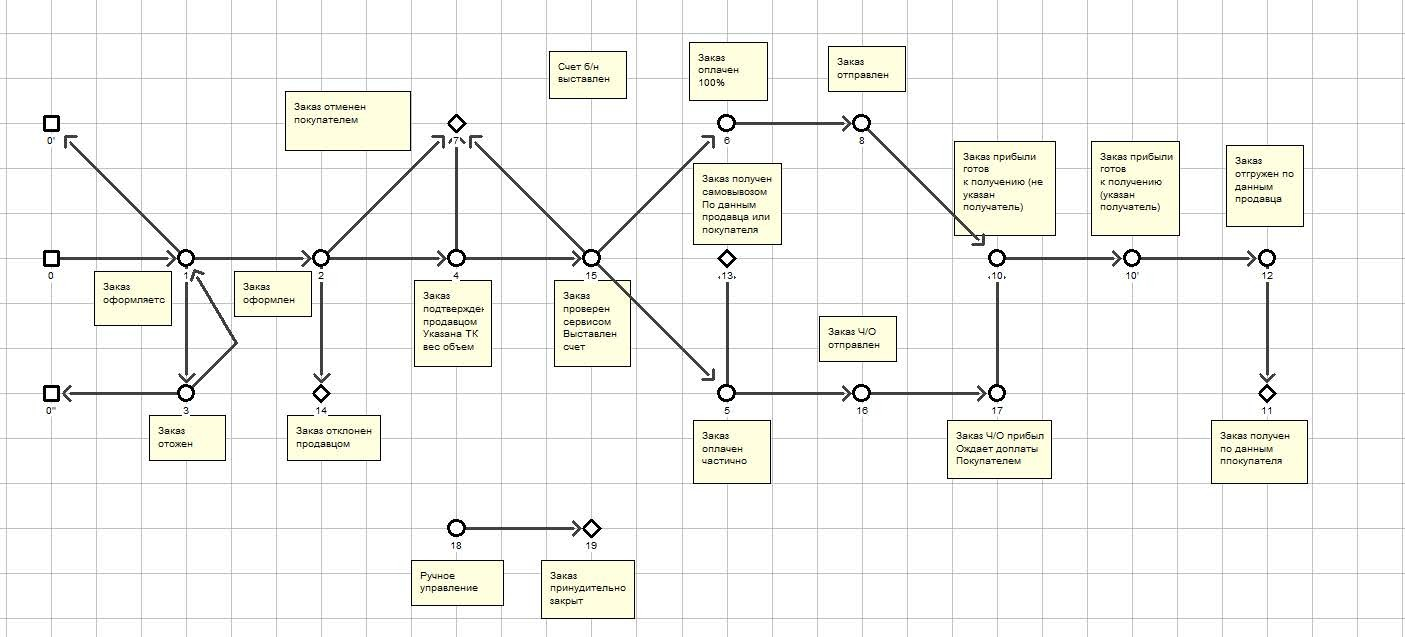 Счет б/н
выставлен
Заказ
оплачен
100%
Заказ
отправлен
Заказ отменен
покупателем
0'
7
6
8
Заказ прибыли
готов
к получению (не
указан
получатель)
Заказ прибыли
готов
к получению
(указан
получатель)
Заказ
отгружен по
данным
продавца
Заказ получен
самовывозом
По данным
продавца или
покупателя
0
1
2
4
15
13
10
10'
12
Заказ
оформляетс
Заказ
оформлен
Заказ
подтвержден
продавцом
Указана ТК
вес объем
Заказ
проверен
сервисом
Выставлен
счет
Заказ Ч/О
отправлен
0"
3
14
5
16
17
11
Заказ
отожен
Заказ отклонен
продавцом
Заказ
оплачен
частично
Заказ Ч/О прибыл
Ождает доплаты
Покупателем
Заказ получен
по данным
ппокупателя
18
19
Ручное
управление
Заказ
принудительно
закрыт